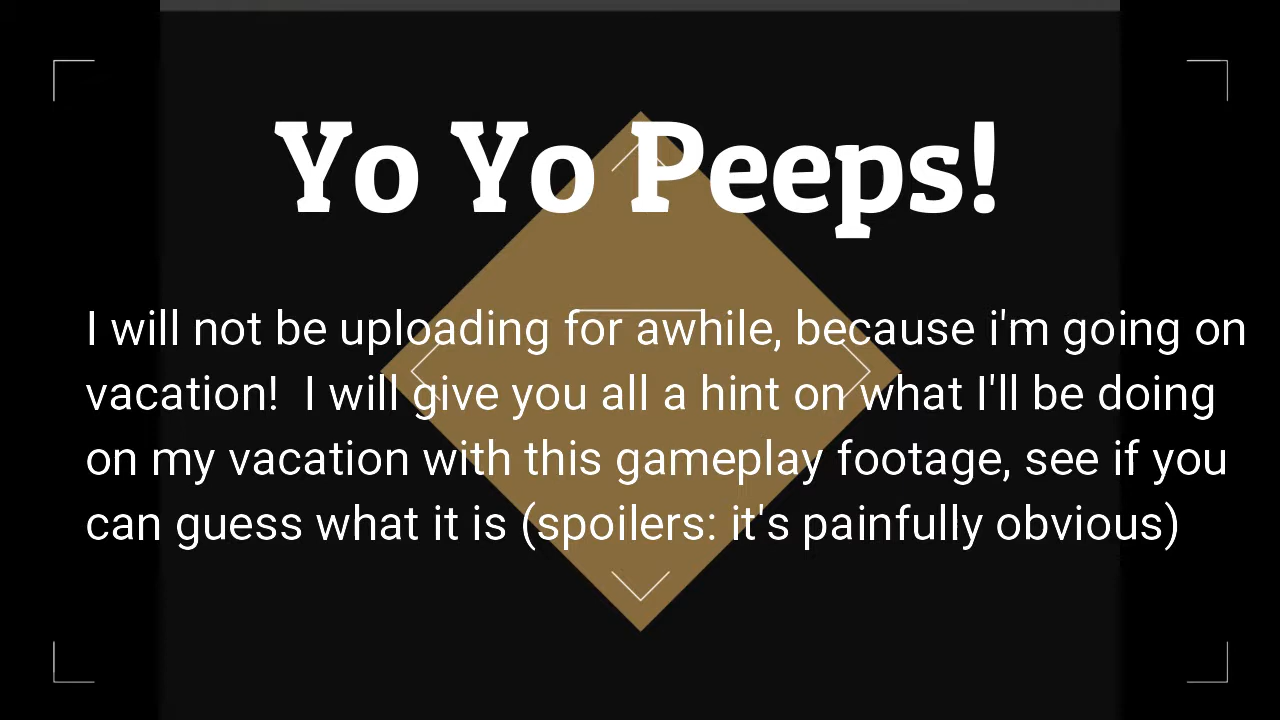 Yo Yo Peeps!
I will not be uploading for awhile, because i'm going on
vacation!  I will give you all a hint on what I'll be doing
on my vacation with this gameplay footage, see if you
can guess what it is (spoilers: it's painfully obvious)